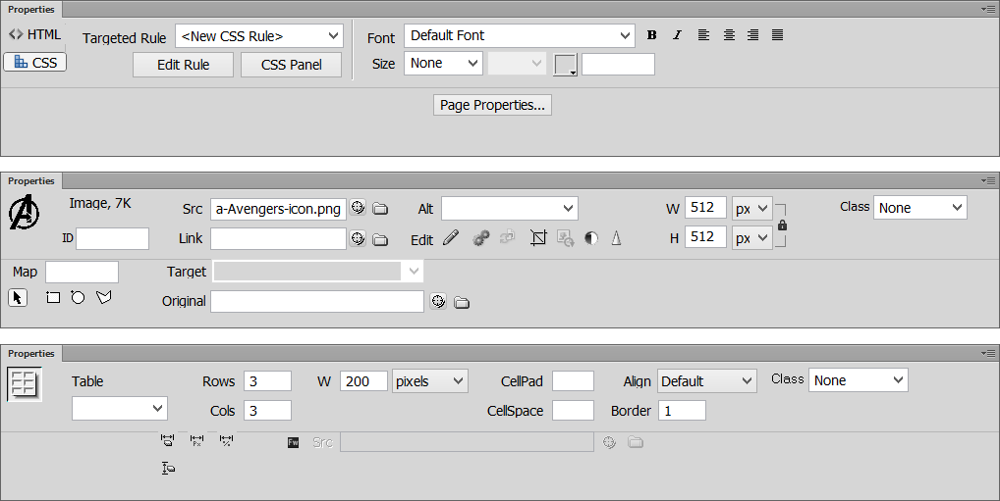 Properties
HTML Targeted Rule <New CSS Rule> Font Default Font B I
CSS Edit Rule CSS Panel Size None
Page Properties...
Properties
Image, 7K Src a-Avengers-icon.png Alt W 512 px Class None
ID Link Edit H 512 px
Map Target
Original
Properties
Table Rows 3 W 200 pixels CellPad Align Default Class None
Cols 3 CellSpace Border 1
Px % Fw Src